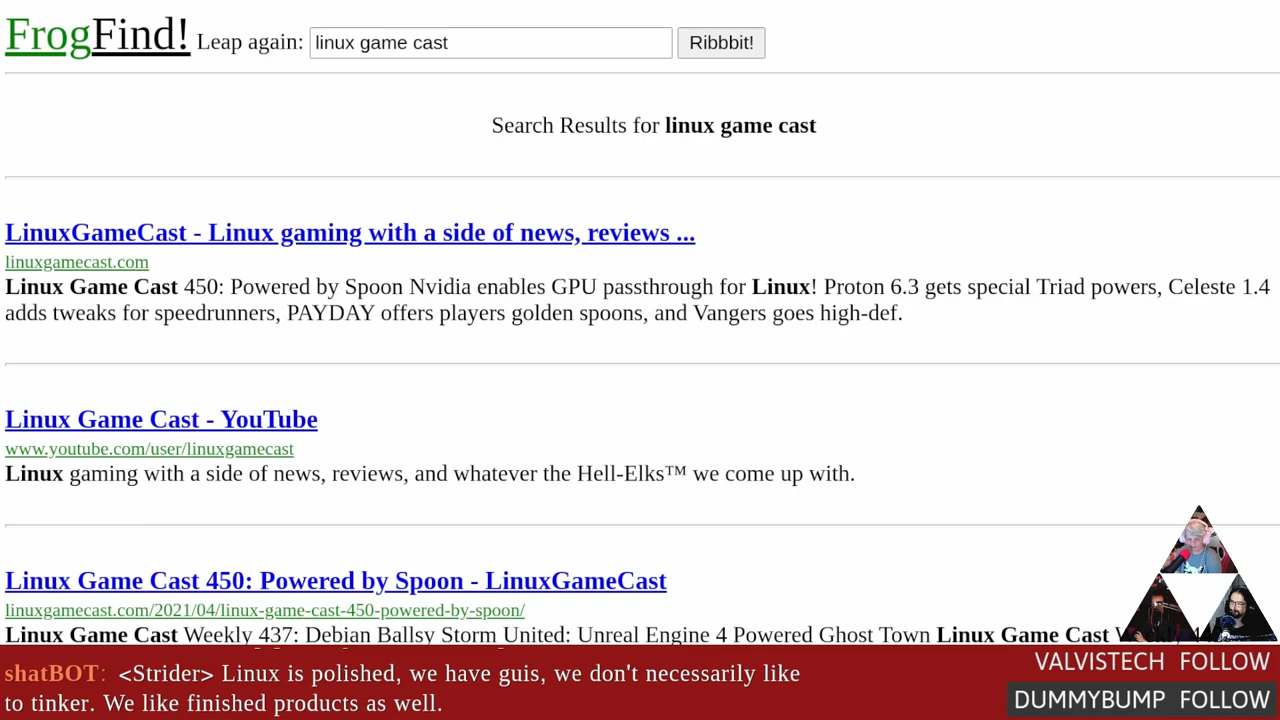 FrogFind! Leap again: linux game cast Ribbbit!
Search Results for linux game cast
LinuxGameCast - Linux gaming with a side of news, reviews ...
linuxgamecast.com
Linux Game Cast 450: Powered by Spoon Nvidia enables GPU passthrough for Linux! Proton 6.3 gets special Triad powers, Celeste 1.4
adds tweaks for speedrunners, PAYDAY offers players golden spoons, and Vangers goes high-def.
Linux Game Cast - YouTube
www.youtube.com/user/linuxgamecast
Linux gaming with a side of news, reviews, and whatever the Hell-Elks™ we come up with.
Linux Game Cast 450: Powered by Spoon - LinuxGameCast
linuxgamecast.com/2021/04/linux-game-cast-450-powered-by-spoon/
Linux Game Cast Weekly 437: Debian Ballsy Storm United: Unreal Engine 4 Powered Ghost Town Linux Game Cast
shatBOT: <Strider> Linux is polished, we have guis, we don't necessarily like
to tinker. We like finished products as well.
VALVISTECH FOLLOW
DUMMYBUMP FOLLOW